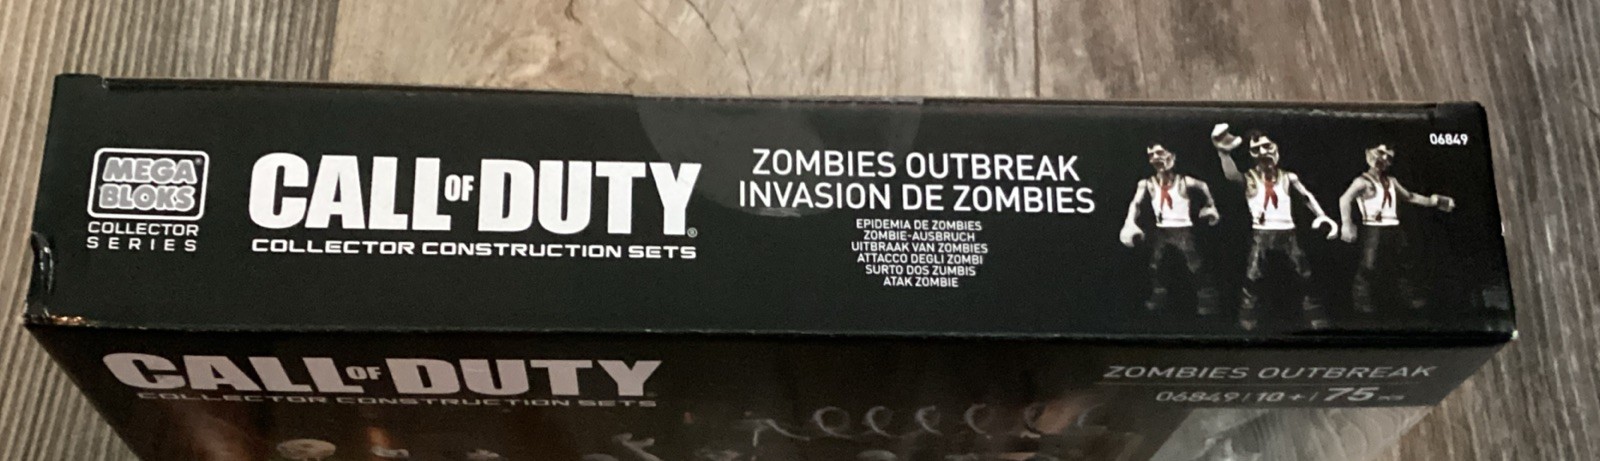 MEGA
BLOKS
COLLECTOR
SERIES
CALL OF DUTY®
COLLECTOR CONSTRUCTION SETS
ZOMBIES OUTBREAK
INVASION DE ZOMBIES
EPIDEMIA DE ZOMBIES
ZOMBIE-AUSBRUCH
UITBRAAK VAN ZOMBIES
ATTACCO DEGLI ZOMBI
SURTO DOS ZUMBIS
ATAK ZOMBIE
06849
CALL OF DUTY
COLLECTOR CONSTRUCTION SETS
ZOMBIES OUTBREAK
06849 | 10+ | 75 pcs